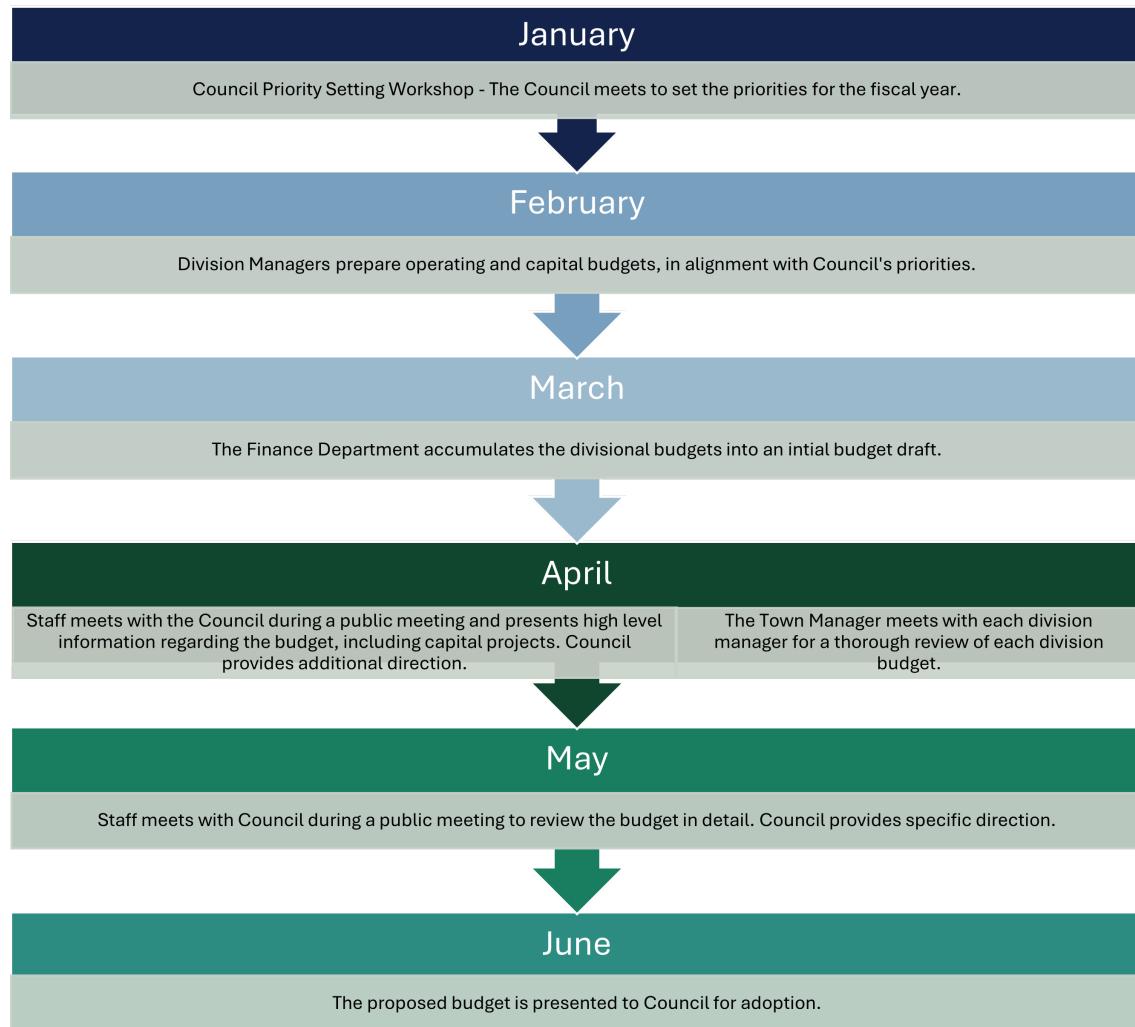 January
Council Priority Setting Workshop - The Council meets to set the priorities for the fiscal year.
February
Division Managers prepare operating and capital budgets, in alignment with Council's priorities.
March
The Finance Department accumulates the divisional budgets into an intial budget draft.
April
Staff meets with the Council during a public meeting and presents high level
information regarding the budget, including capital projects. Council
provides additional direction.
The Town Manager meets with each division
manager for a thorough review of each division
budget.
May
Staff meets with Council during a public meeting to review the budget in detail. Council provides specific direction.
June
The proposed budget is presented to Council for adoption.